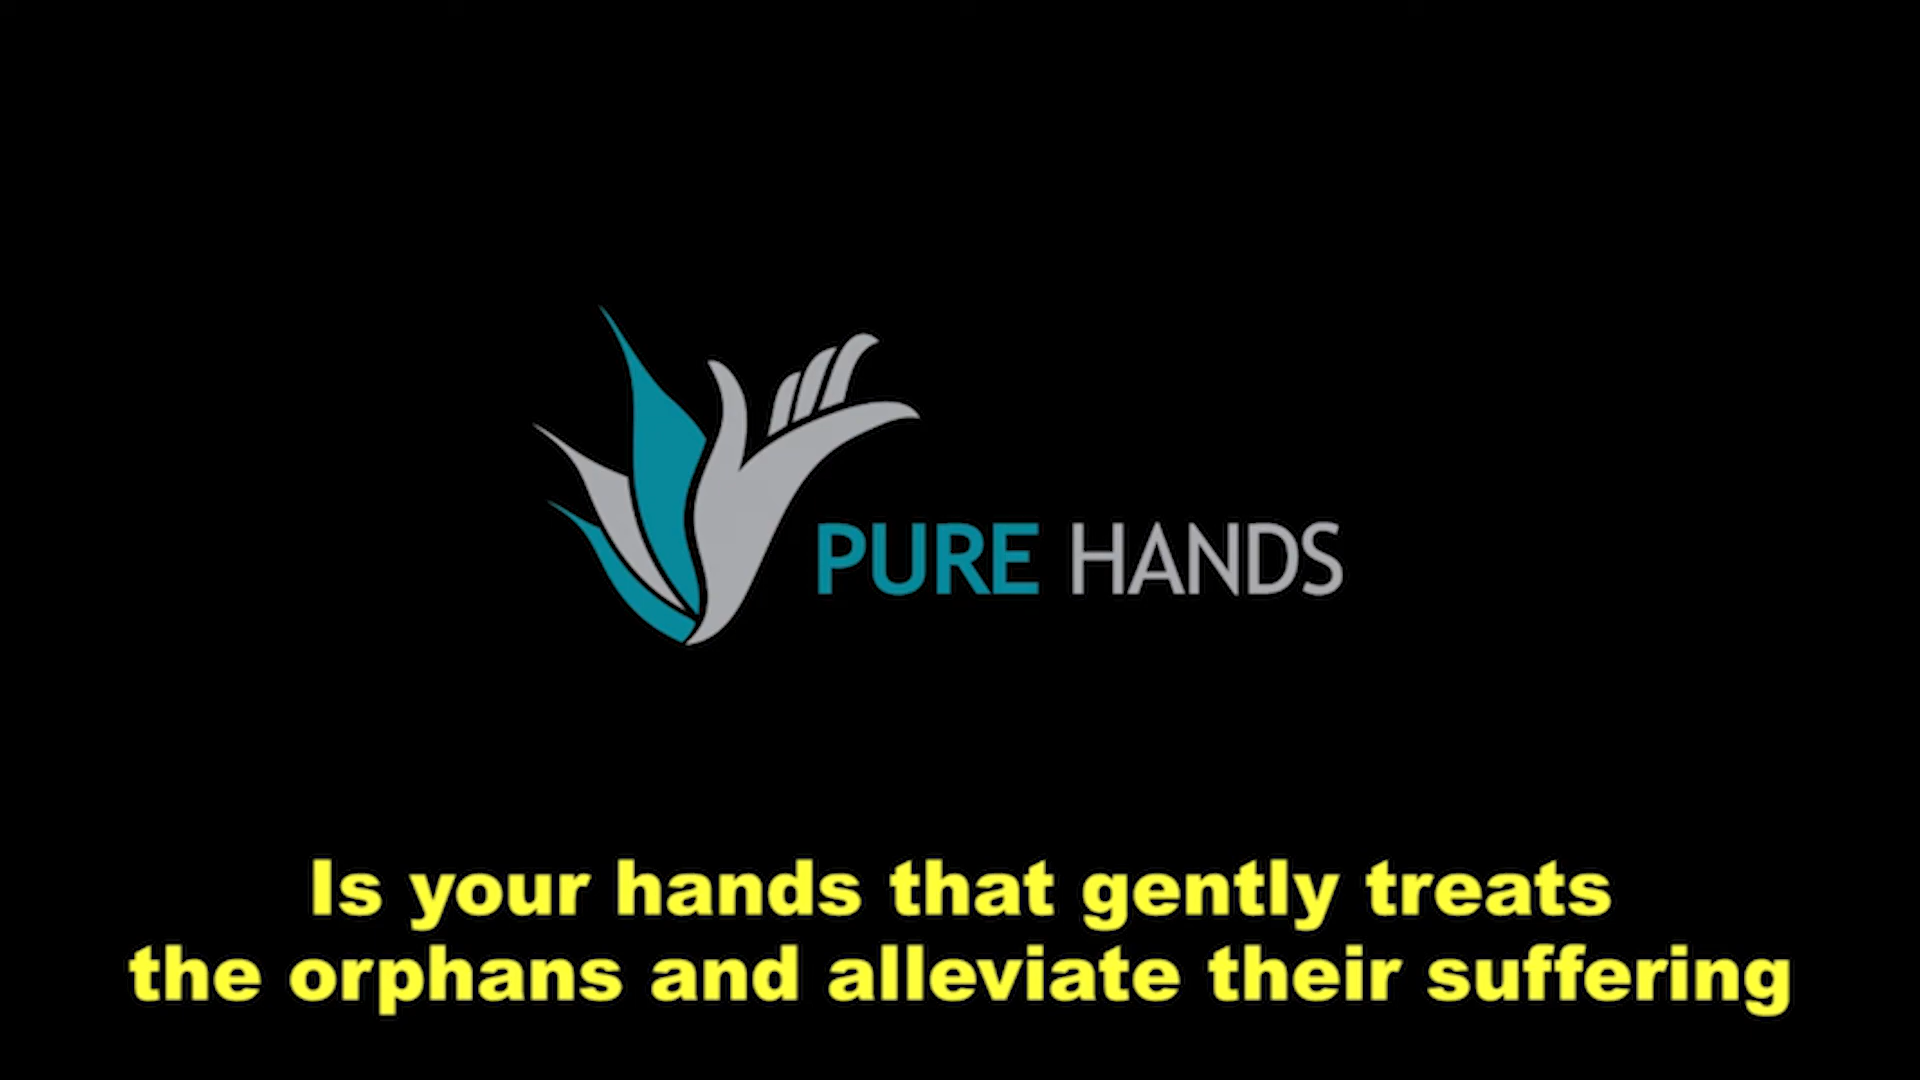 PURE HANDS
Is your hands that gently treats
the orphans and alleviate their suffering